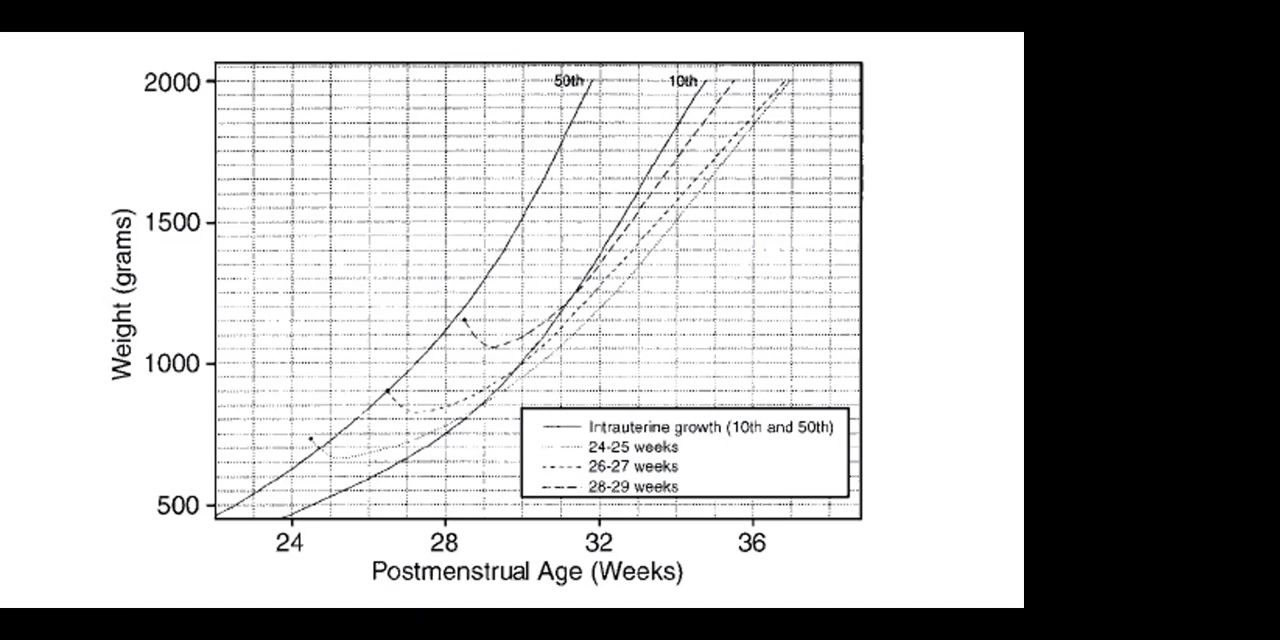 50th
10th
2000
1500
1000
500
Weight (grams)
Intrauterine growth (10th and 50th)
24-25 weeks
26-27 weeks
28-29 weeks
24
28
32
36
Postmenstrual Age (Weeks)